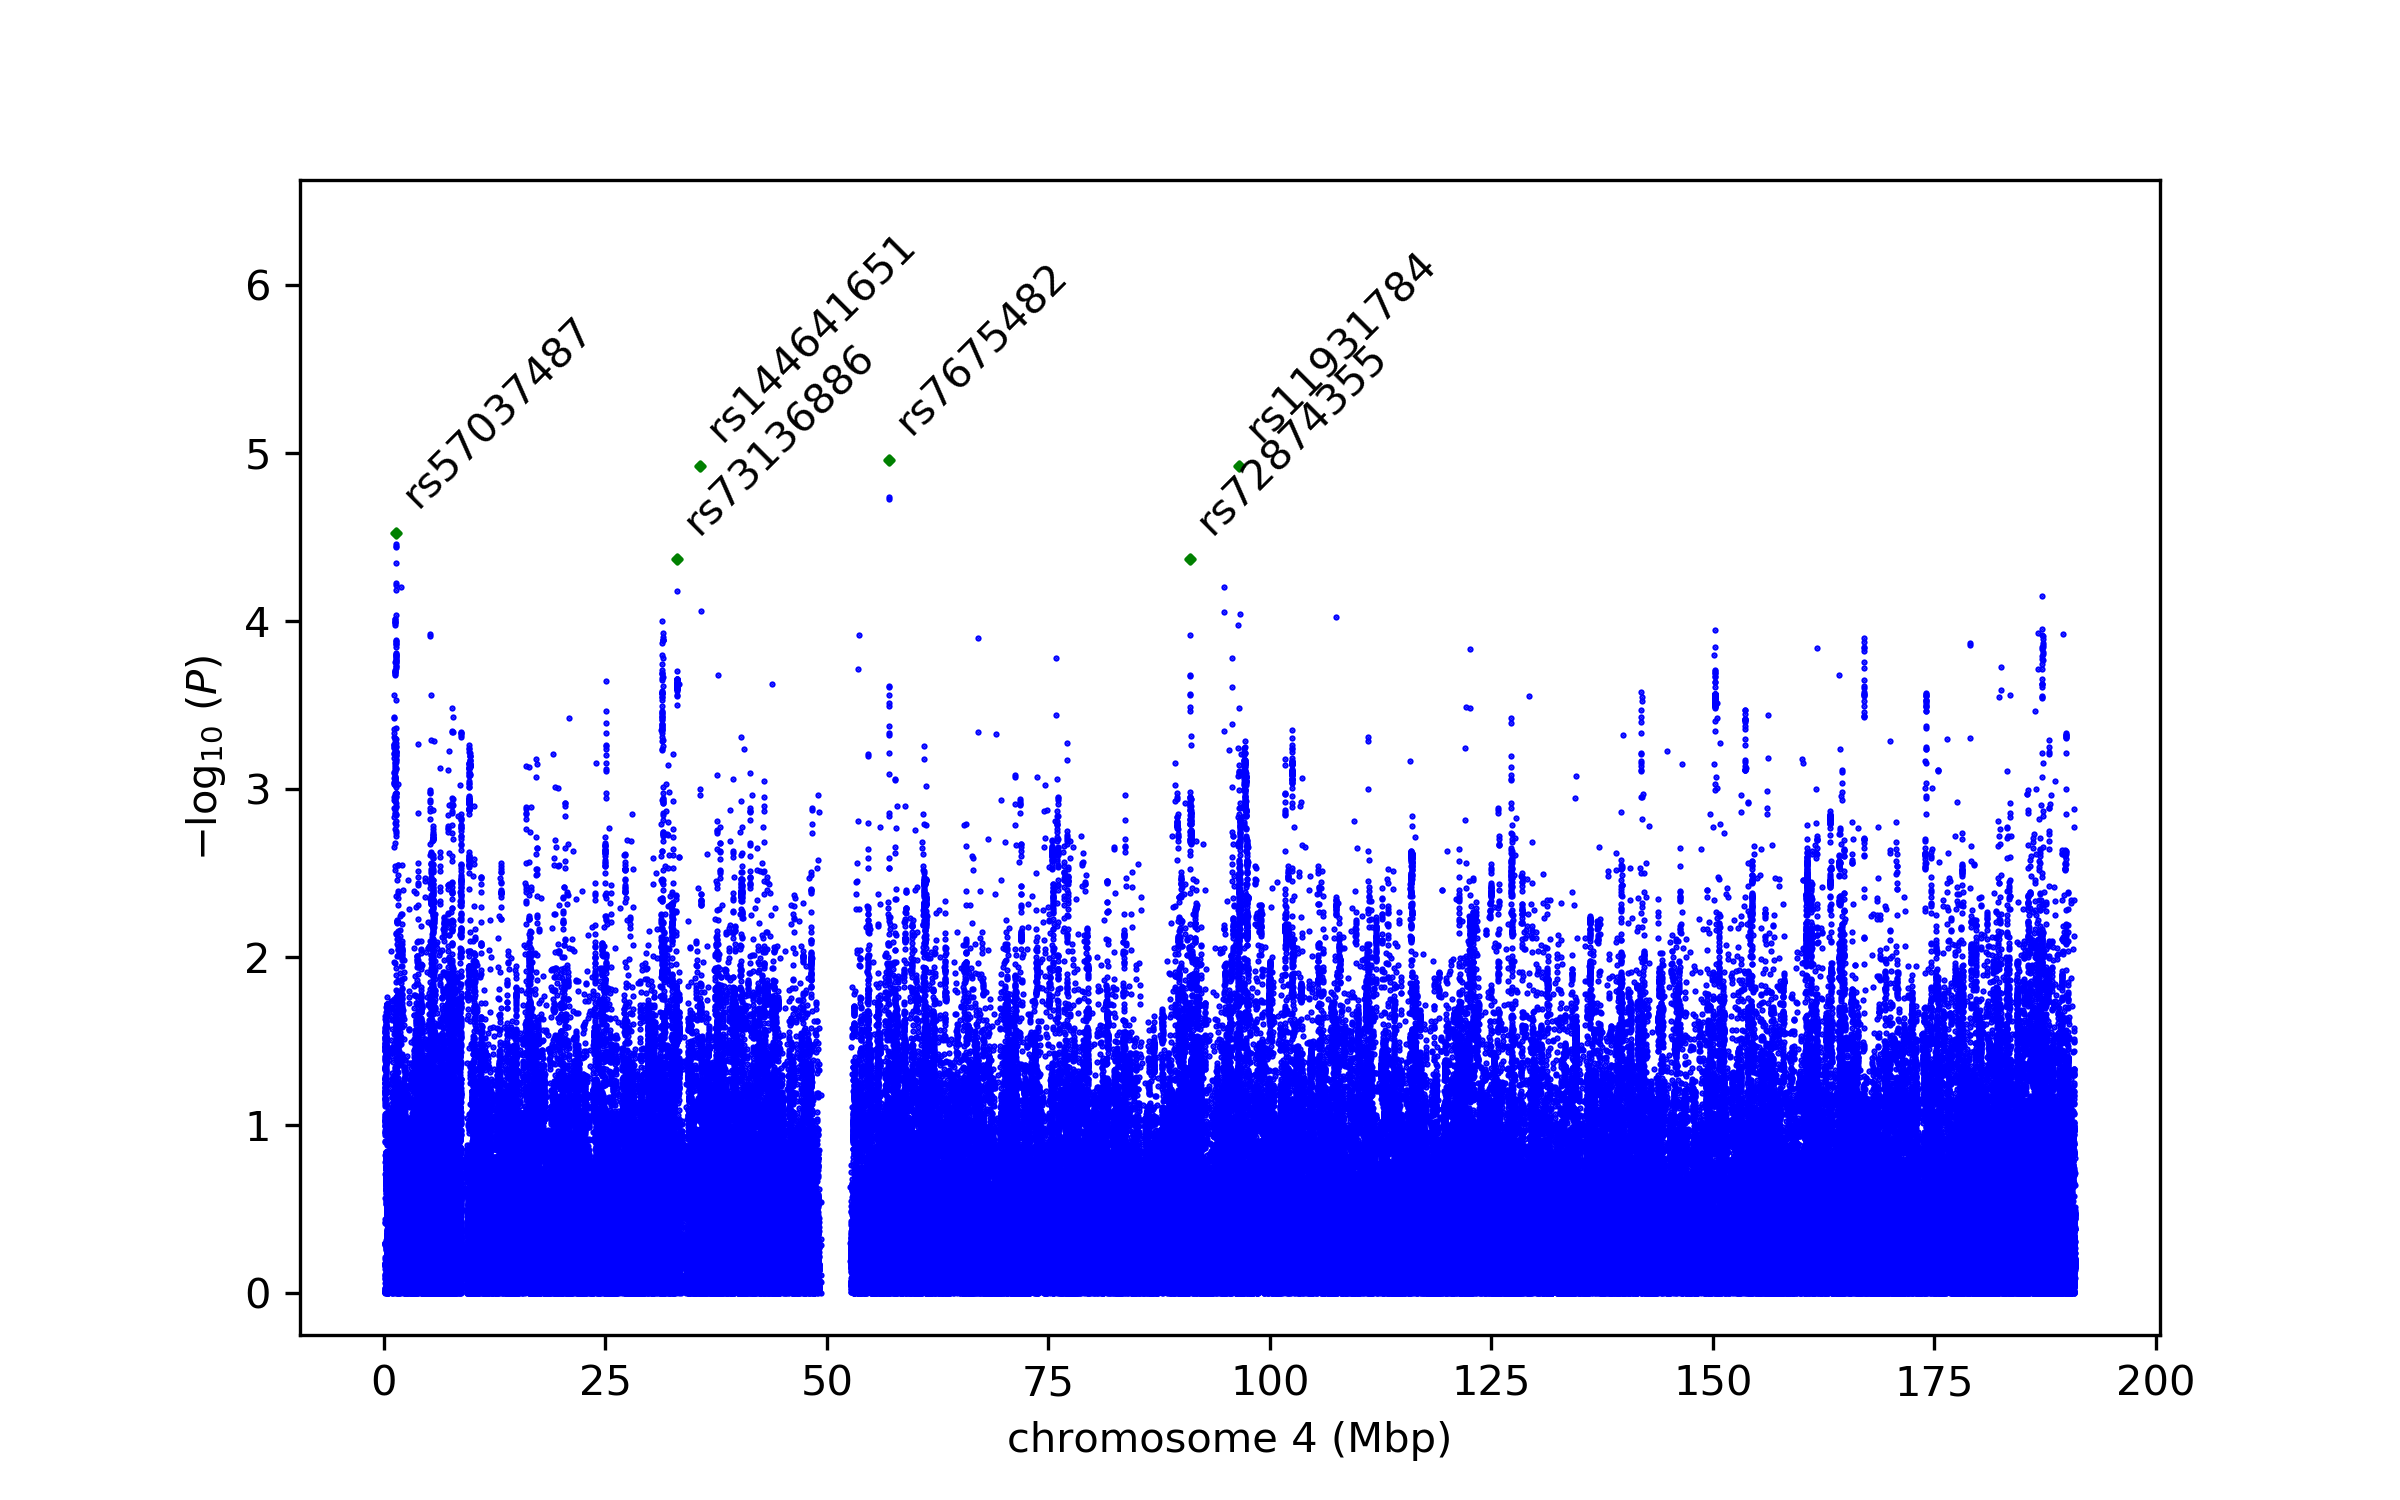 rs144641651
rs11931784
rs7675482
rs57037487
rs73136886
rs72874355
6
5
4
3
2
1
0
−log10 (P)
0 25 50 75 100 125 150 175 200
chromosome 4 (Mbp)